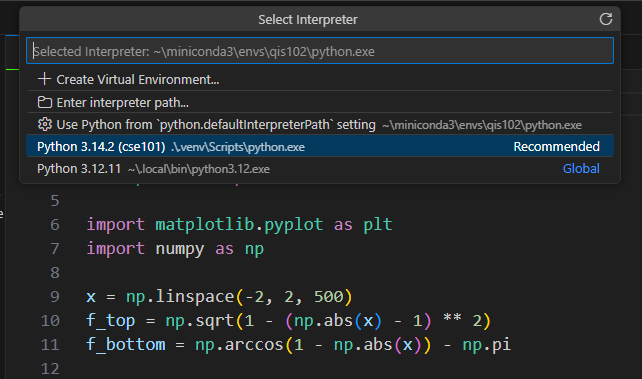 Select Interpreter
Selected Interpreter: ~\miniconda3\envs\qis102\python.exe
Create Virtual Environment...
Enter interpreter path...
Use Python from `python.defaultInterpreterPath` setting ~\miniconda3\envs\qis102\python.exe
Python 3.14.2 (cse101) .\.venv\Scripts\python.exe Recommended
Python 3.12.11 ~\.local\bin\python3.12.exe Global
5
6 import matplotlib.pyplot as plt
7 import numpy as np
8
9 x = np.linspace(-2, 2, 500)
10 f_top = np.sqrt(1 - (np.abs(x) - 1) ** 2)
11 f_bottom = np.arccos(1 - np.abs(x)) - np.pi
12